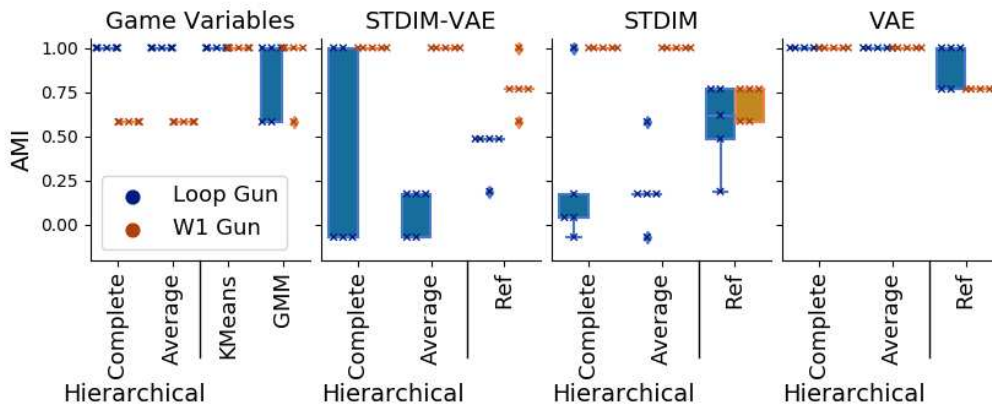 Game Variables
STDIM-VAE
STDIM
VAE
AMI
1.00
0.75
0.50
0.25
0.00
Loop Gun
W1 Gun
Complete
Average
KMeans
GMM
Complete
Average
Ref
Complete
Average
Ref
Complete
Average
Ref
Hierarchical
Hierarchical
Hierarchical
Hierarchical